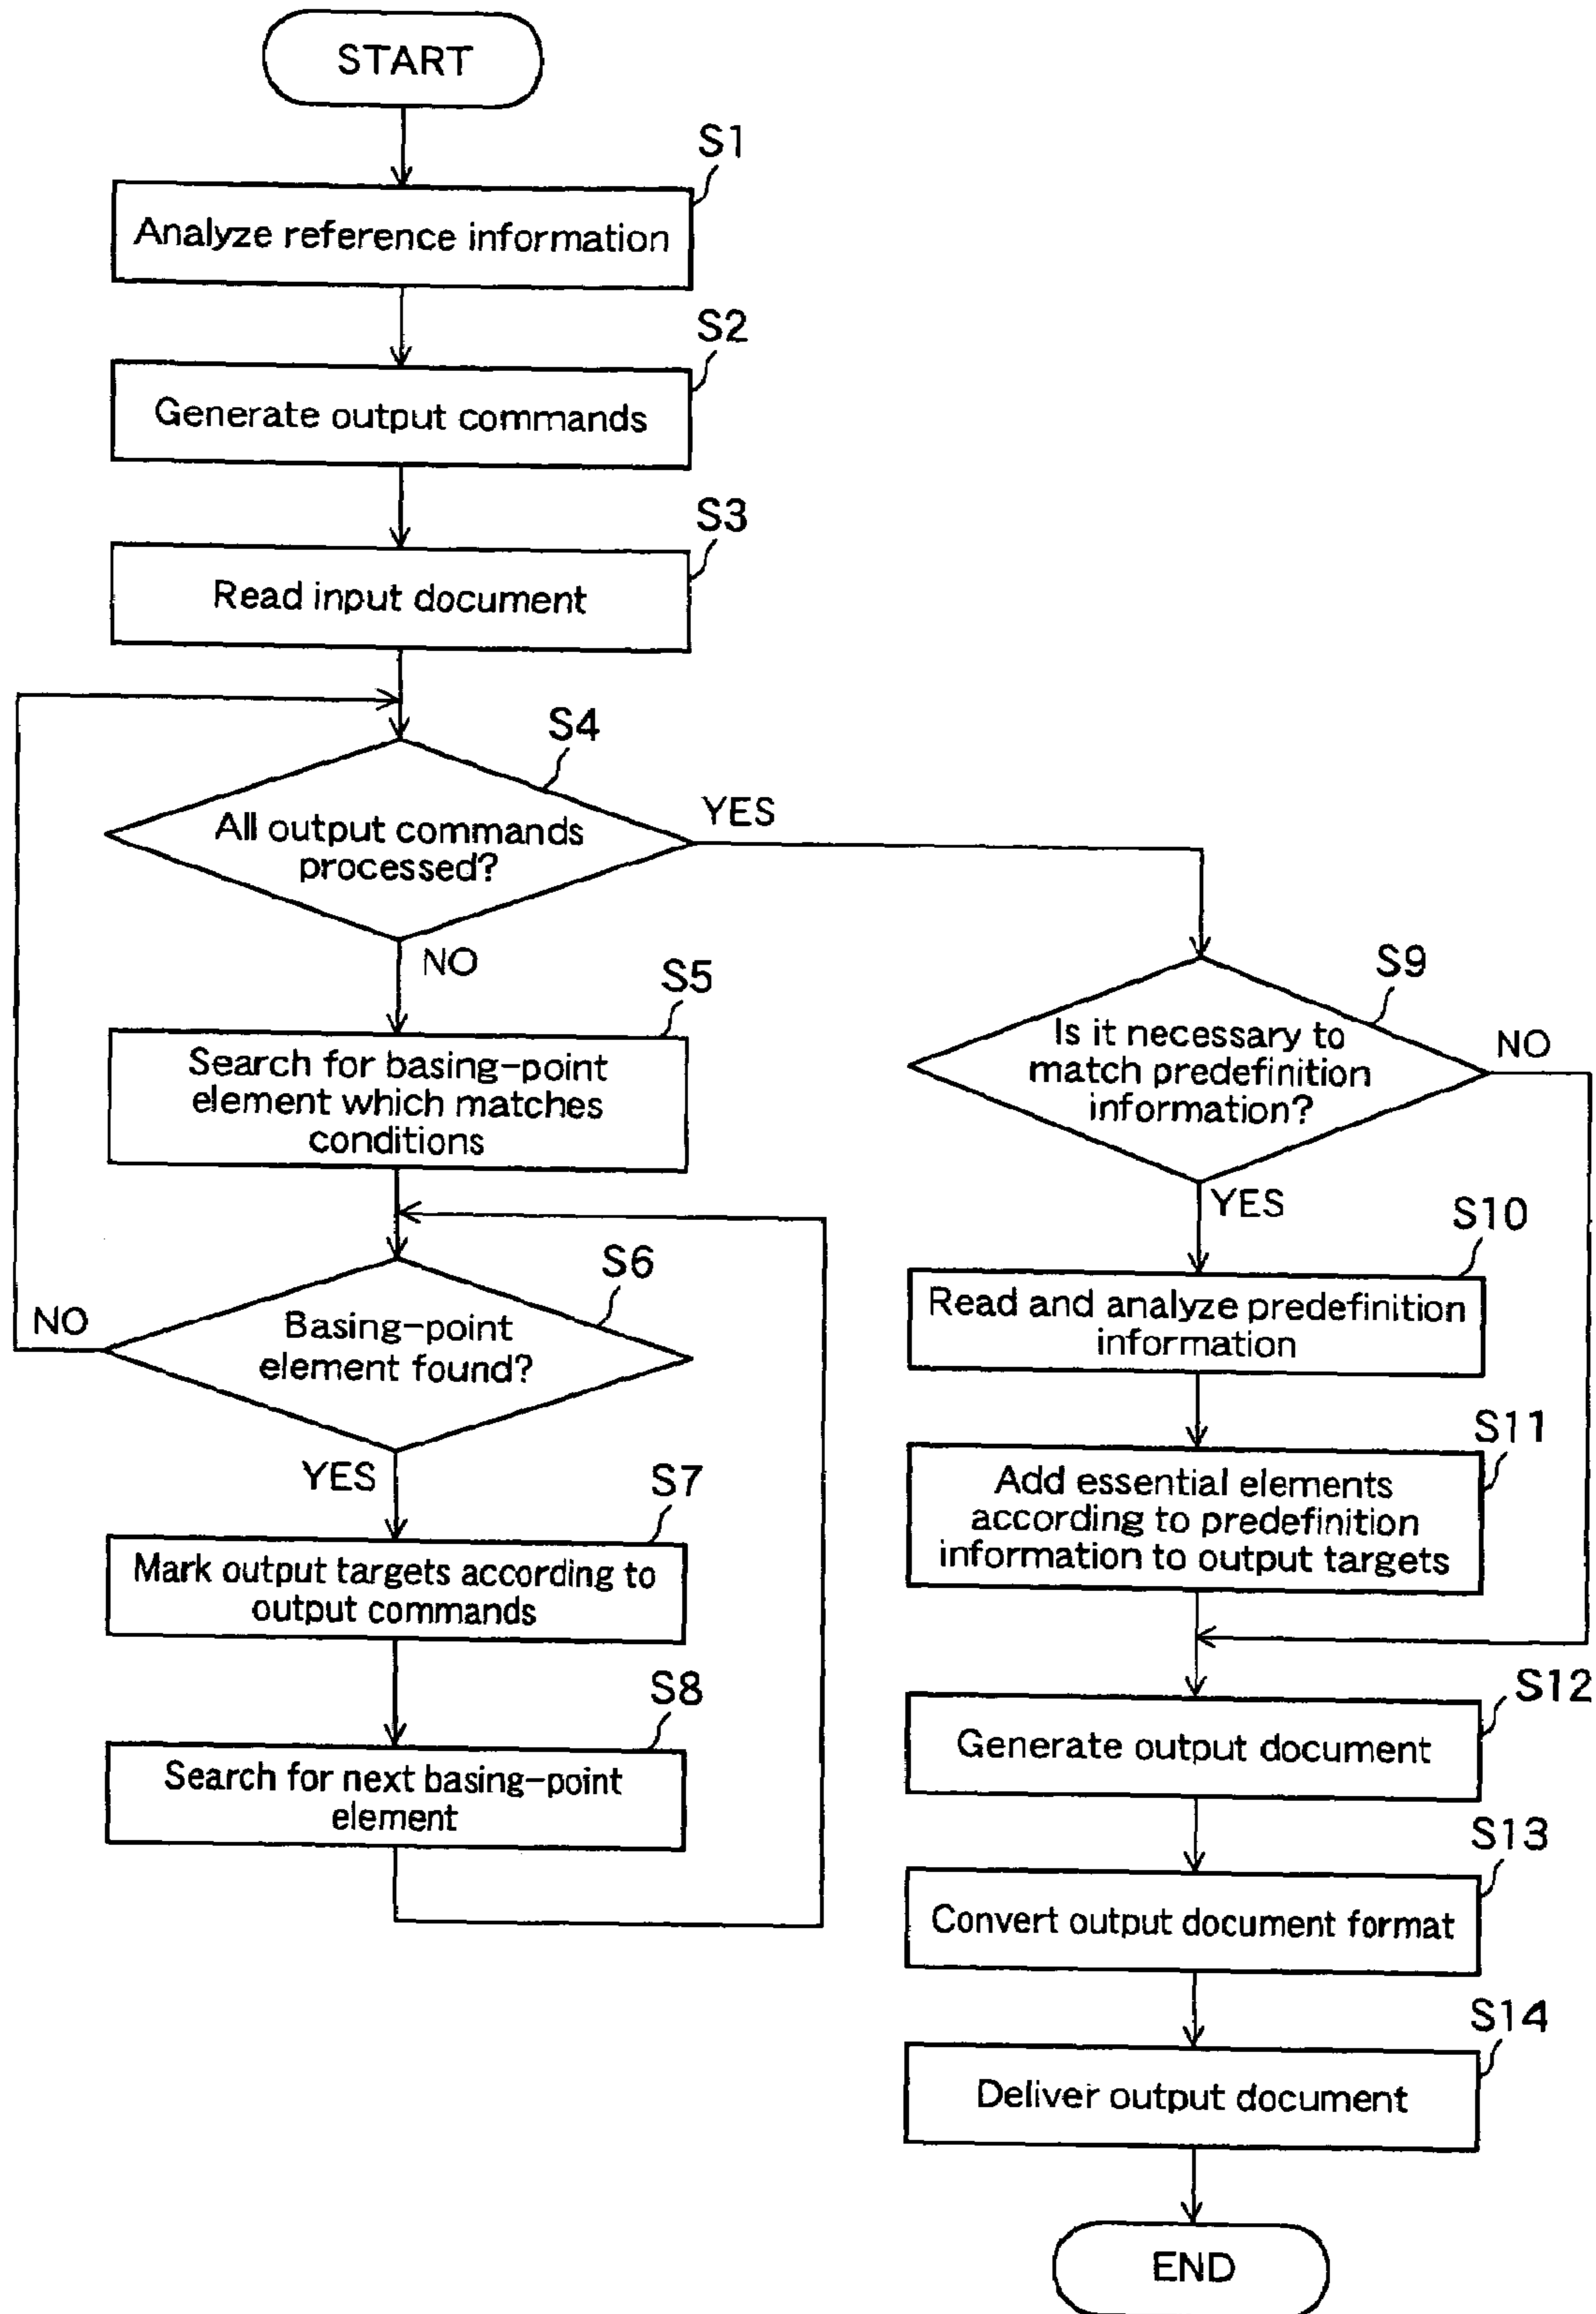 START
S1
Analyze reference information
S2
Generate output commands
S3
Read input document
S4
All output commands
processed?
YES
NO
S5
Search for basing-point
element which matches
conditions
S6
Basing-point
element found?
NO
YES
S7
Mark output targets according to
output commands
S8
Search for next basing-point
element
S9
Is it necessary to
match predefinition
information?
NO
YES
S10
Read and analyze predefinition
information
S11
Add essential elements
according to predefinition
information to output targets
S12
Generate output document
S13
Convert output document format
S14
Deliver output document
END